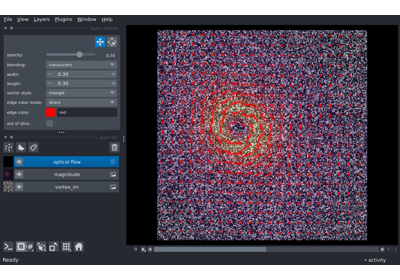 File View Layers Plugins Window Help
opacity: 0.70
blending: translucent
width: 0.30
length: 0.30
vector style: triangle
edge color mode: direct
edge color: red
out of slice:
optical flow
magnitude
vortex_im
Ready
activity